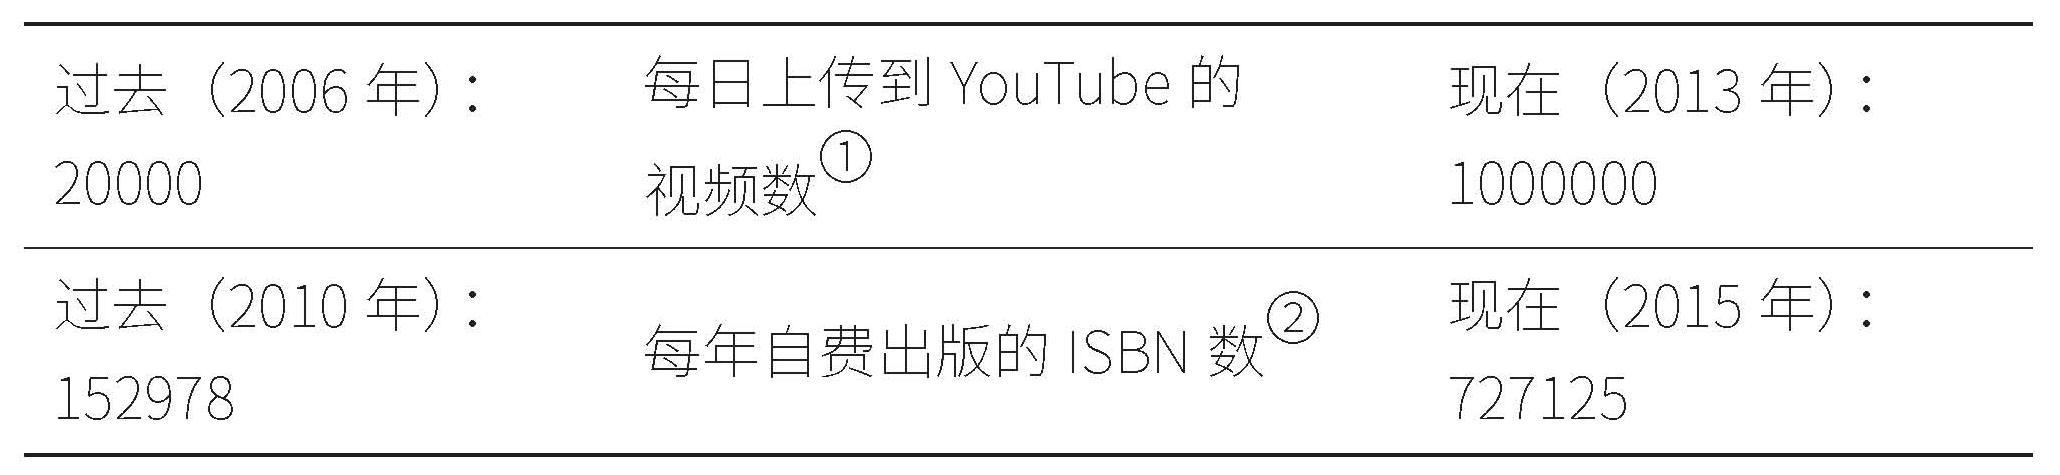 过去（2006 年）：
20000
每日上传到 YouTube 的
视频数①
现在（2013 年）：
1000000
过去（2010 年）：
152978
每年自费出版的 ISBN 数②
现在（2015 年）：
727125